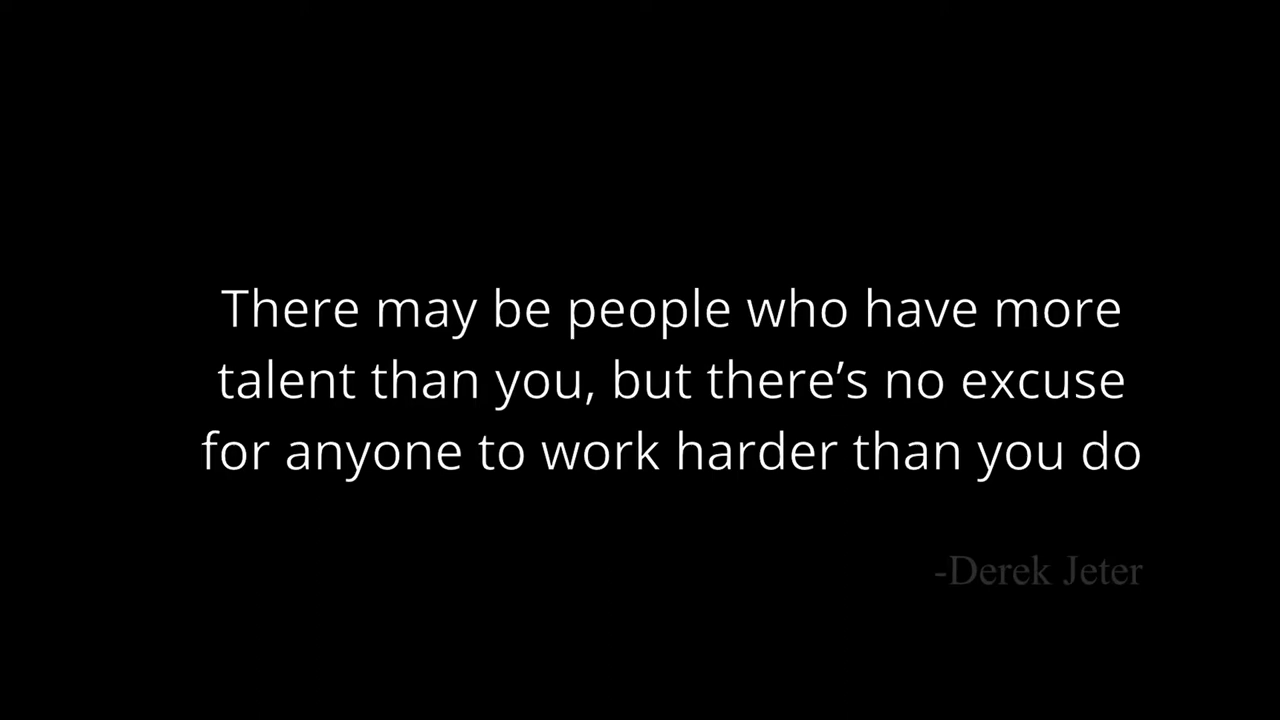 There may be people who have more
talent than you, but there’s no excuse
for anyone to work harder than you do
-Derek Jeter